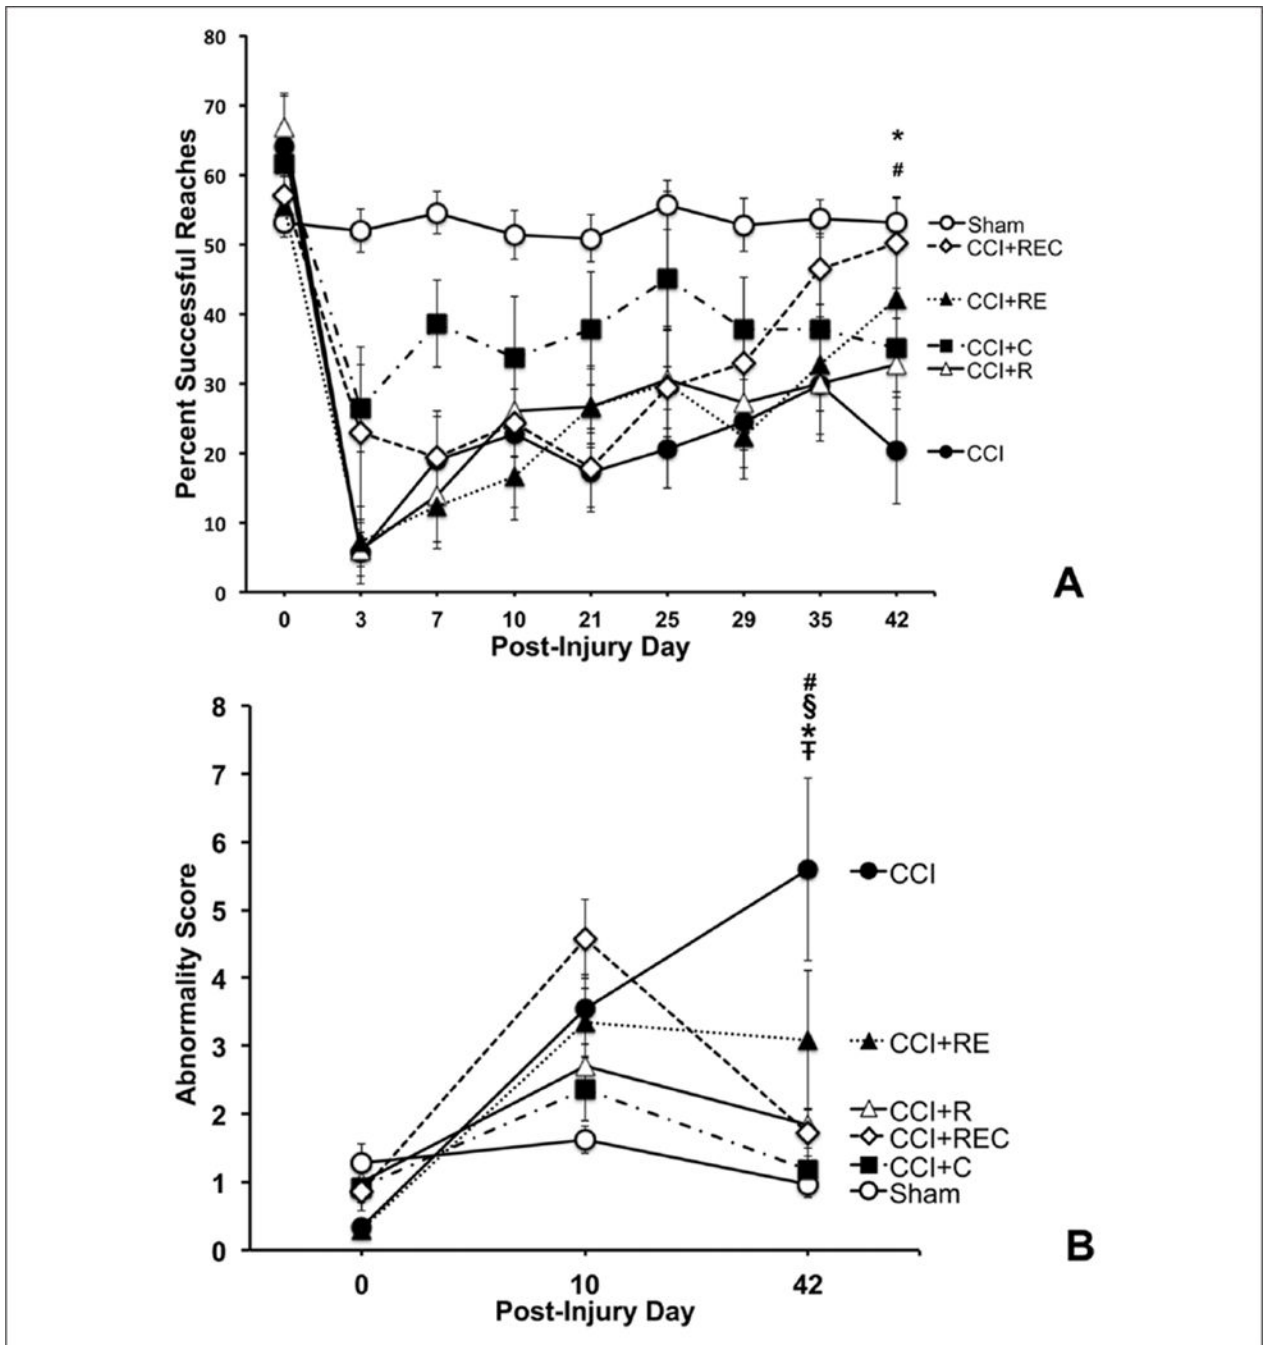 80
70
60
50
40
30
20
10
0
Percent Successful Reaches
*
#
Sham
CCI+REC
CCI+RE
CCI+C
CCI+R
CCI
A
0 3 7 10 21 25 29 35 42
Post-Injury Day
8
7
6
5
4
3
2
1
0
Abnormality Score
#
§
*
Ŧ
CCI
CCI+RE
CCI+R
CCI+REC
CCI+C
Sham
B
0 10 42
Post-Injury Day